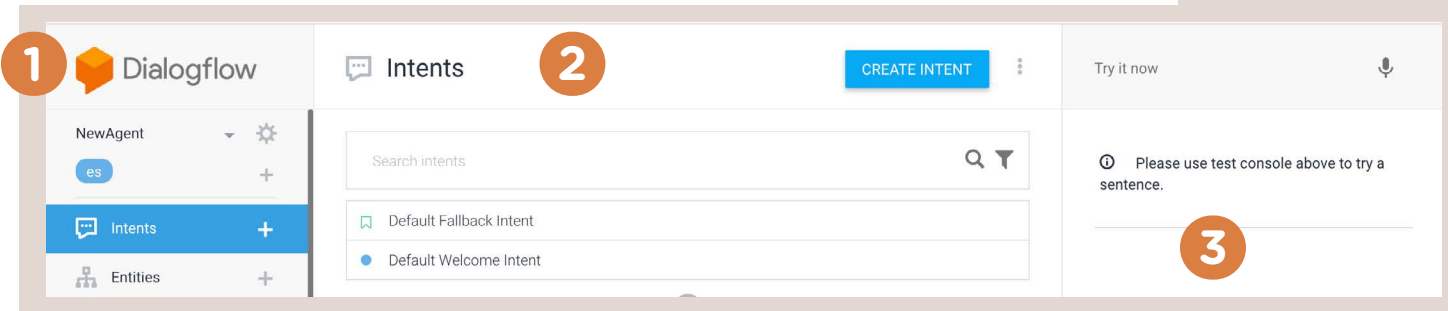 1
Dialogflow
NewAgent
es
Intents
Entities
2
Intents
CREATE INTENT
Search intents
Default Fallback Intent
Default Welcome Intent
Try it now
Please use test console above to try a
sentence.
3